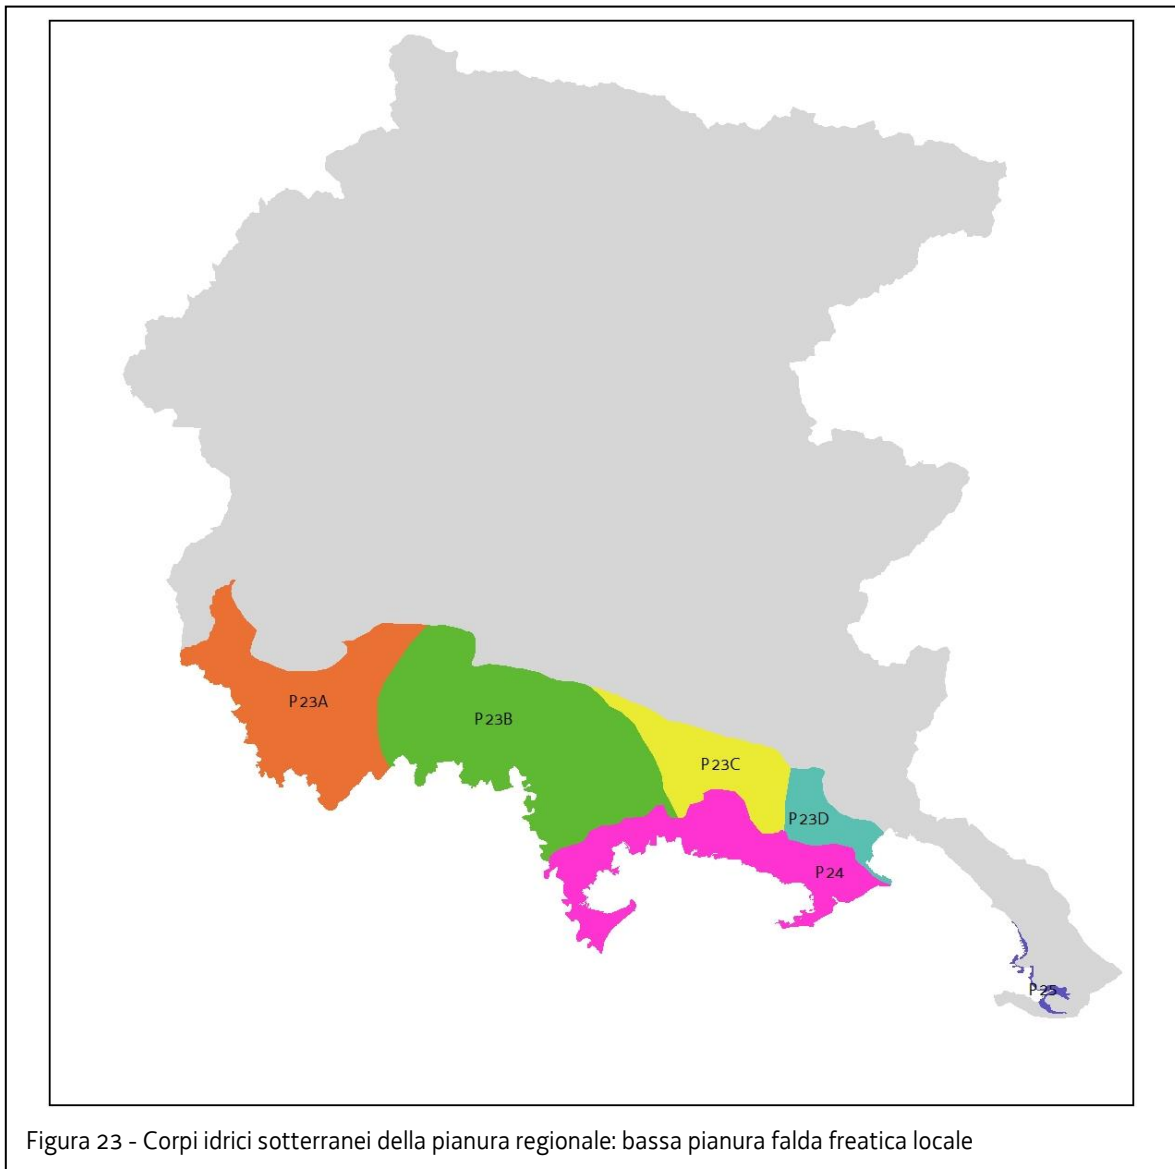 P23A
P23B
P23C
P23D
P24
P25
Figura 23 - Corpi idrici sotterranei della pianura regionale: bassa pianura falda freatica locale